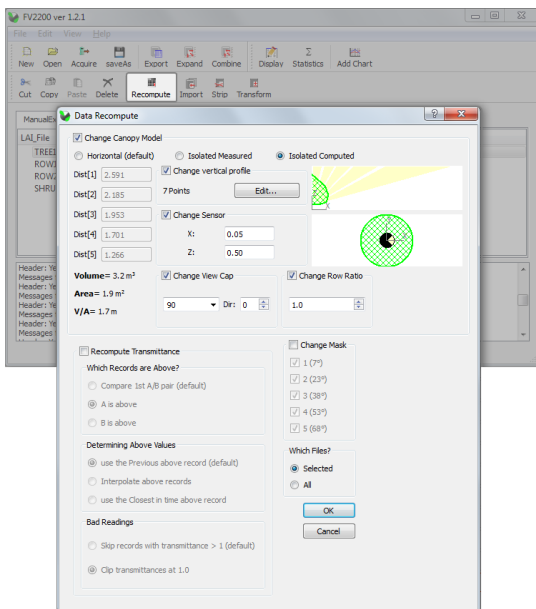 FV2200 ver 1.2.1
File Edit View Help
New Open Acquire saveAs Export Expand Combine Display Statistics Add Chart
Cut Copy Paste Delete Recompute Import Strip Transform
ManualEx
LAI_File
TREE1
ROW1
ROW2
SHRU
Header: Ye
Messages
Header: Ye
Messages
Header: Ye
Messages
Header: Ye
Messages
Data Recompute
Change Canopy Model
Horizontal (default) Isolated Measured Isolated Computed
Dist[1] 2.591
Dist[2] 2.185
Dist[3] 1.953
Dist[4] 1.701
Dist[5] 1.266
Volume= 3.2 m³
Area= 1.9 m²
V/A= 1.7 m
Change vertical profile
7 Points Edit...
Change Sensor
X: 0.05
Z: 0.50
Change View Cap
90 Dir: 0
Change Row Ratio
1.0
Recompute Transmittance
Which Records are Above?
Compare 1st A/B pair (default)
A is above
B is above
Determining Above Values
use the Previous above record (default)
Interpolate above records
use the Closest in time above record
Bad Readings
Skip records with transmittance > 1 (default)
Clip transmittances at 1.0
Change Mask
1 (7°)
2 (23°)
3 (38°)
4 (53°)
5 (68°)
Which Files?
Selected
All
OK
Cancel